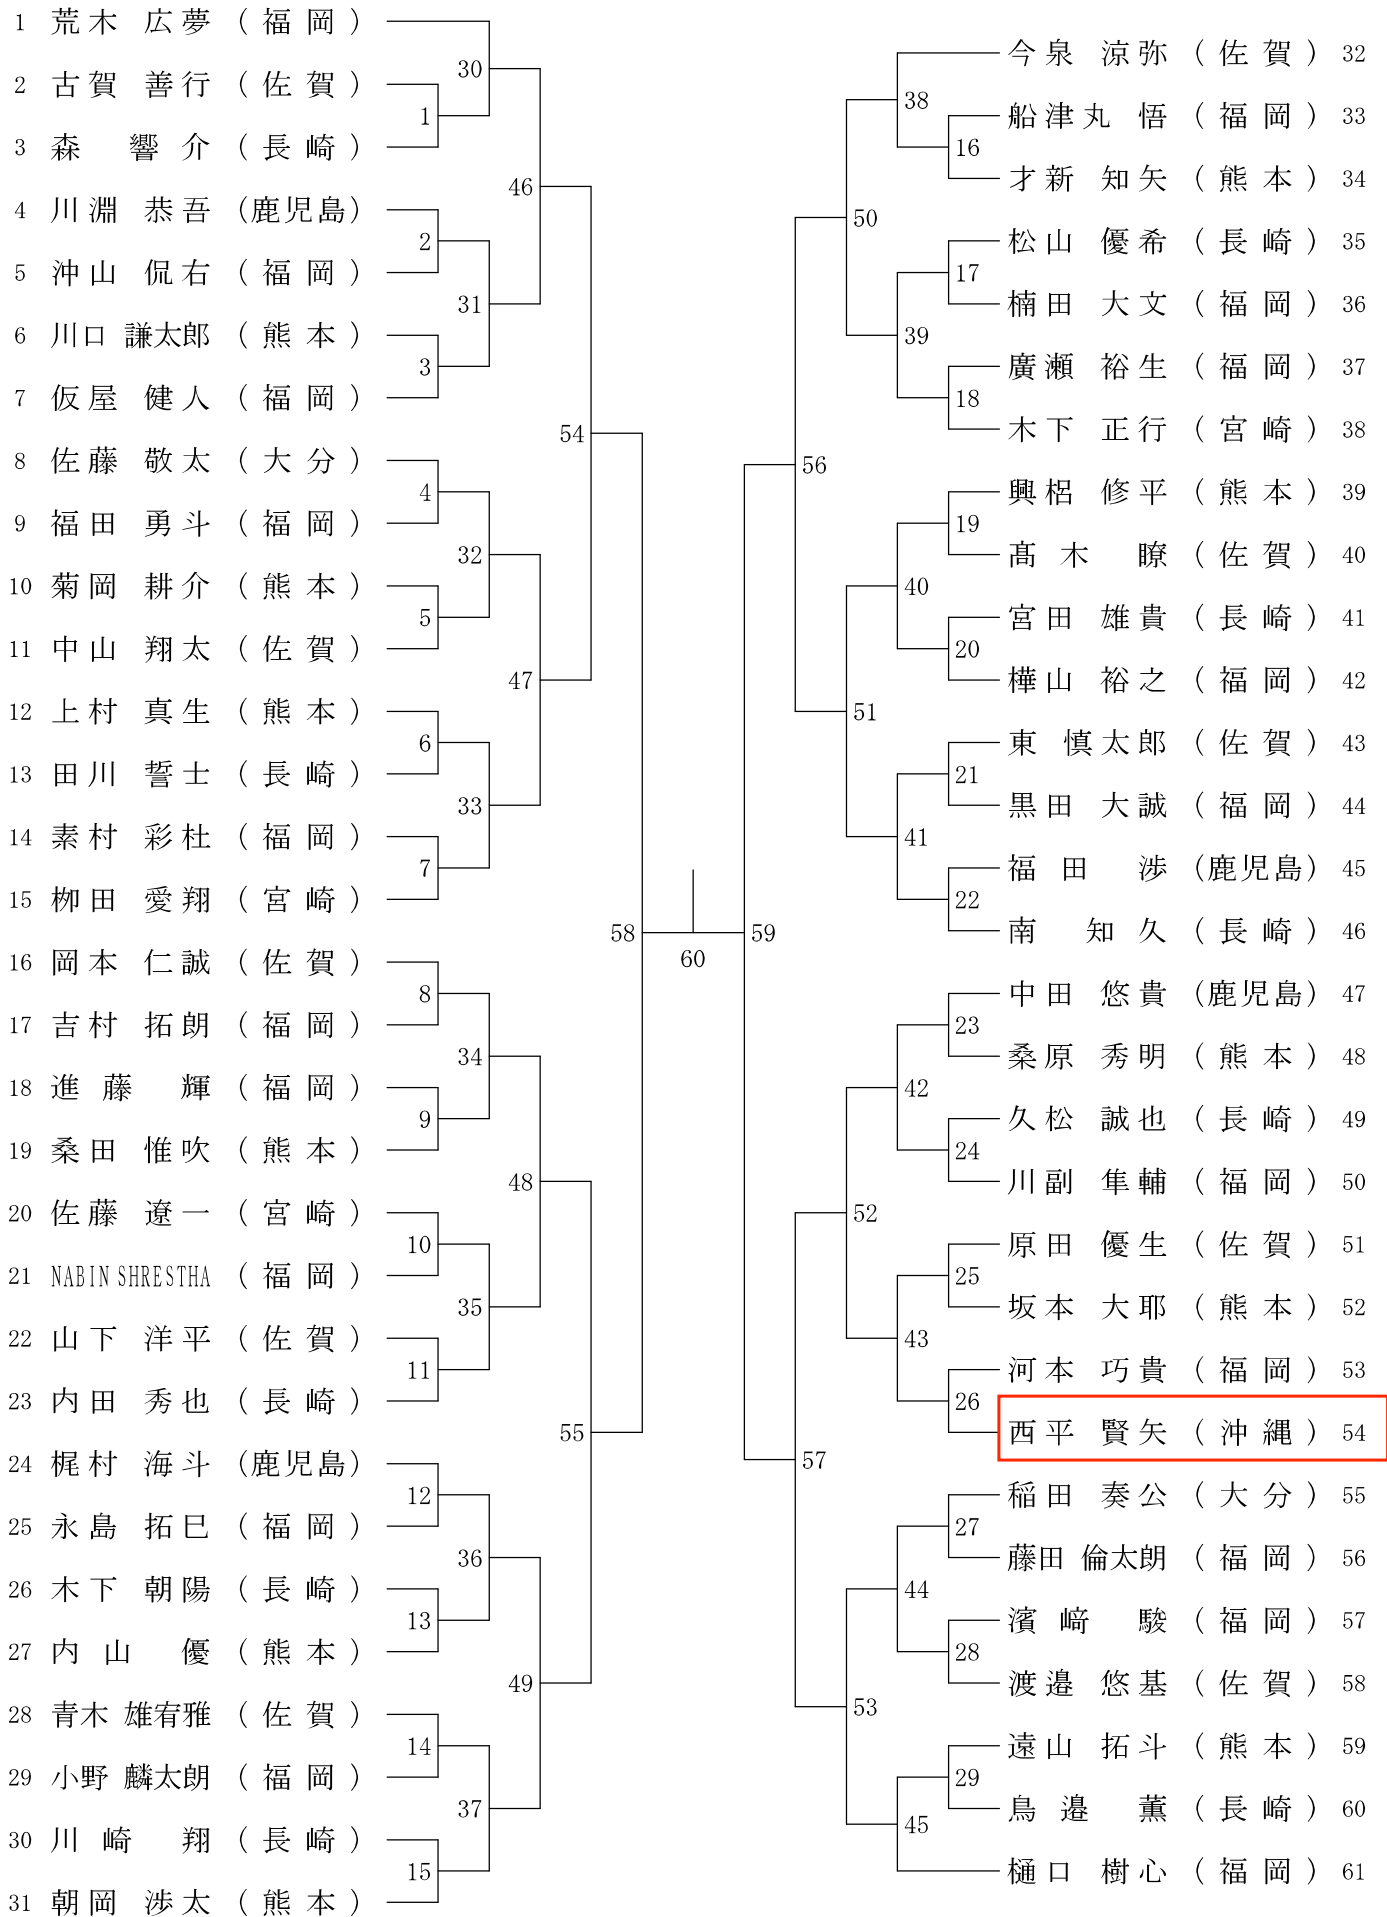 1 荒木 広夢 (福岡)
2 古賀 善行 (佐賀)
3 森 響介 (長崎)
4 川淵 恭吾 (鹿児島)
5 沖山 侃右 (福岡)
6 川口 謙太郎 (熊本)
7 仮屋 健人 (福岡)
8 佐藤 敬太 (大分)
9 福田 勇斗 (福岡)
10 菊岡 耕介 (熊本)
11 中山 翔太 (佐賀)
12 上村 真生 (熊本)
13 田川 誓士 (長崎)
14 素村 彩杜 (福岡)
15 栁田 愛翔 (宮崎)
16 岡本 仁誠 (佐賀)
17 吉村 拓朗 (福岡)
18 進藤 輝 (福岡)
19 桑田 惟吹 (熊本)
20 佐藤 遼一 (宮崎)
21 NABIN SHRESTHA (福岡)
22 山下 洋平 (佐賀)
23 内田 秀也 (長崎)
24 梶村 海斗 (鹿児島)
25 永島 拓巳 (福岡)
26 木下 朝陽 (長崎)
27 内山 優 (熊本)
28 青木 雄宥雅 (佐賀)
29 小野 麟太朗 (福岡)
30 川崎 翔 (長崎)
31 朝岡 渉太 (熊本)
1
2
3
4
5
6
7
8
9
10
11
12
13
14
15
30
31
32
33
34
35
36
37
46
47
48
49
54
55
58
60
59
56
57
50
51
52
53
38
39
40
41
42
43
44
45
16
17
18
19
20
21
22
23
24
25
26
27
28
29
今泉 涼弥 (佐賀) 32
船津丸 悟 (福岡) 33
才新 知矢 (熊本) 34
松山 優希 (長崎) 35
楠田 大文 (福岡) 36
廣瀬 裕生 (福岡) 37
木下 正行 (宮崎) 38
興梠 修平 (熊本) 39
髙木 瞭 (佐賀) 40
宮田 雄貴 (長崎) 41
樺山 裕之 (福岡) 42
東 慎太郎 (佐賀) 43
黒田 大誠 (福岡) 44
福田 渉 (鹿児島) 45
南 知久 (長崎) 46
中田 悠貴 (鹿児島) 47
桑原 秀明 (熊本) 48
久松 誠也 (長崎) 49
川副 隼輔 (福岡) 50
原田 優生 (佐賀) 51
坂本 大耶 (熊本) 52
河本 巧貴 (福岡) 53
西平 賢矢 (沖縄) 54
稲田 奏公 (大分) 55
藤田 倫太朗 (福岡) 56
濱﨑 駿 (福岡) 57
渡邉 悠基 (佐賀) 58
遠山 拓斗 (熊本) 59
鳥邉 薫 (長崎) 60
樋口 樹心 (福岡) 61